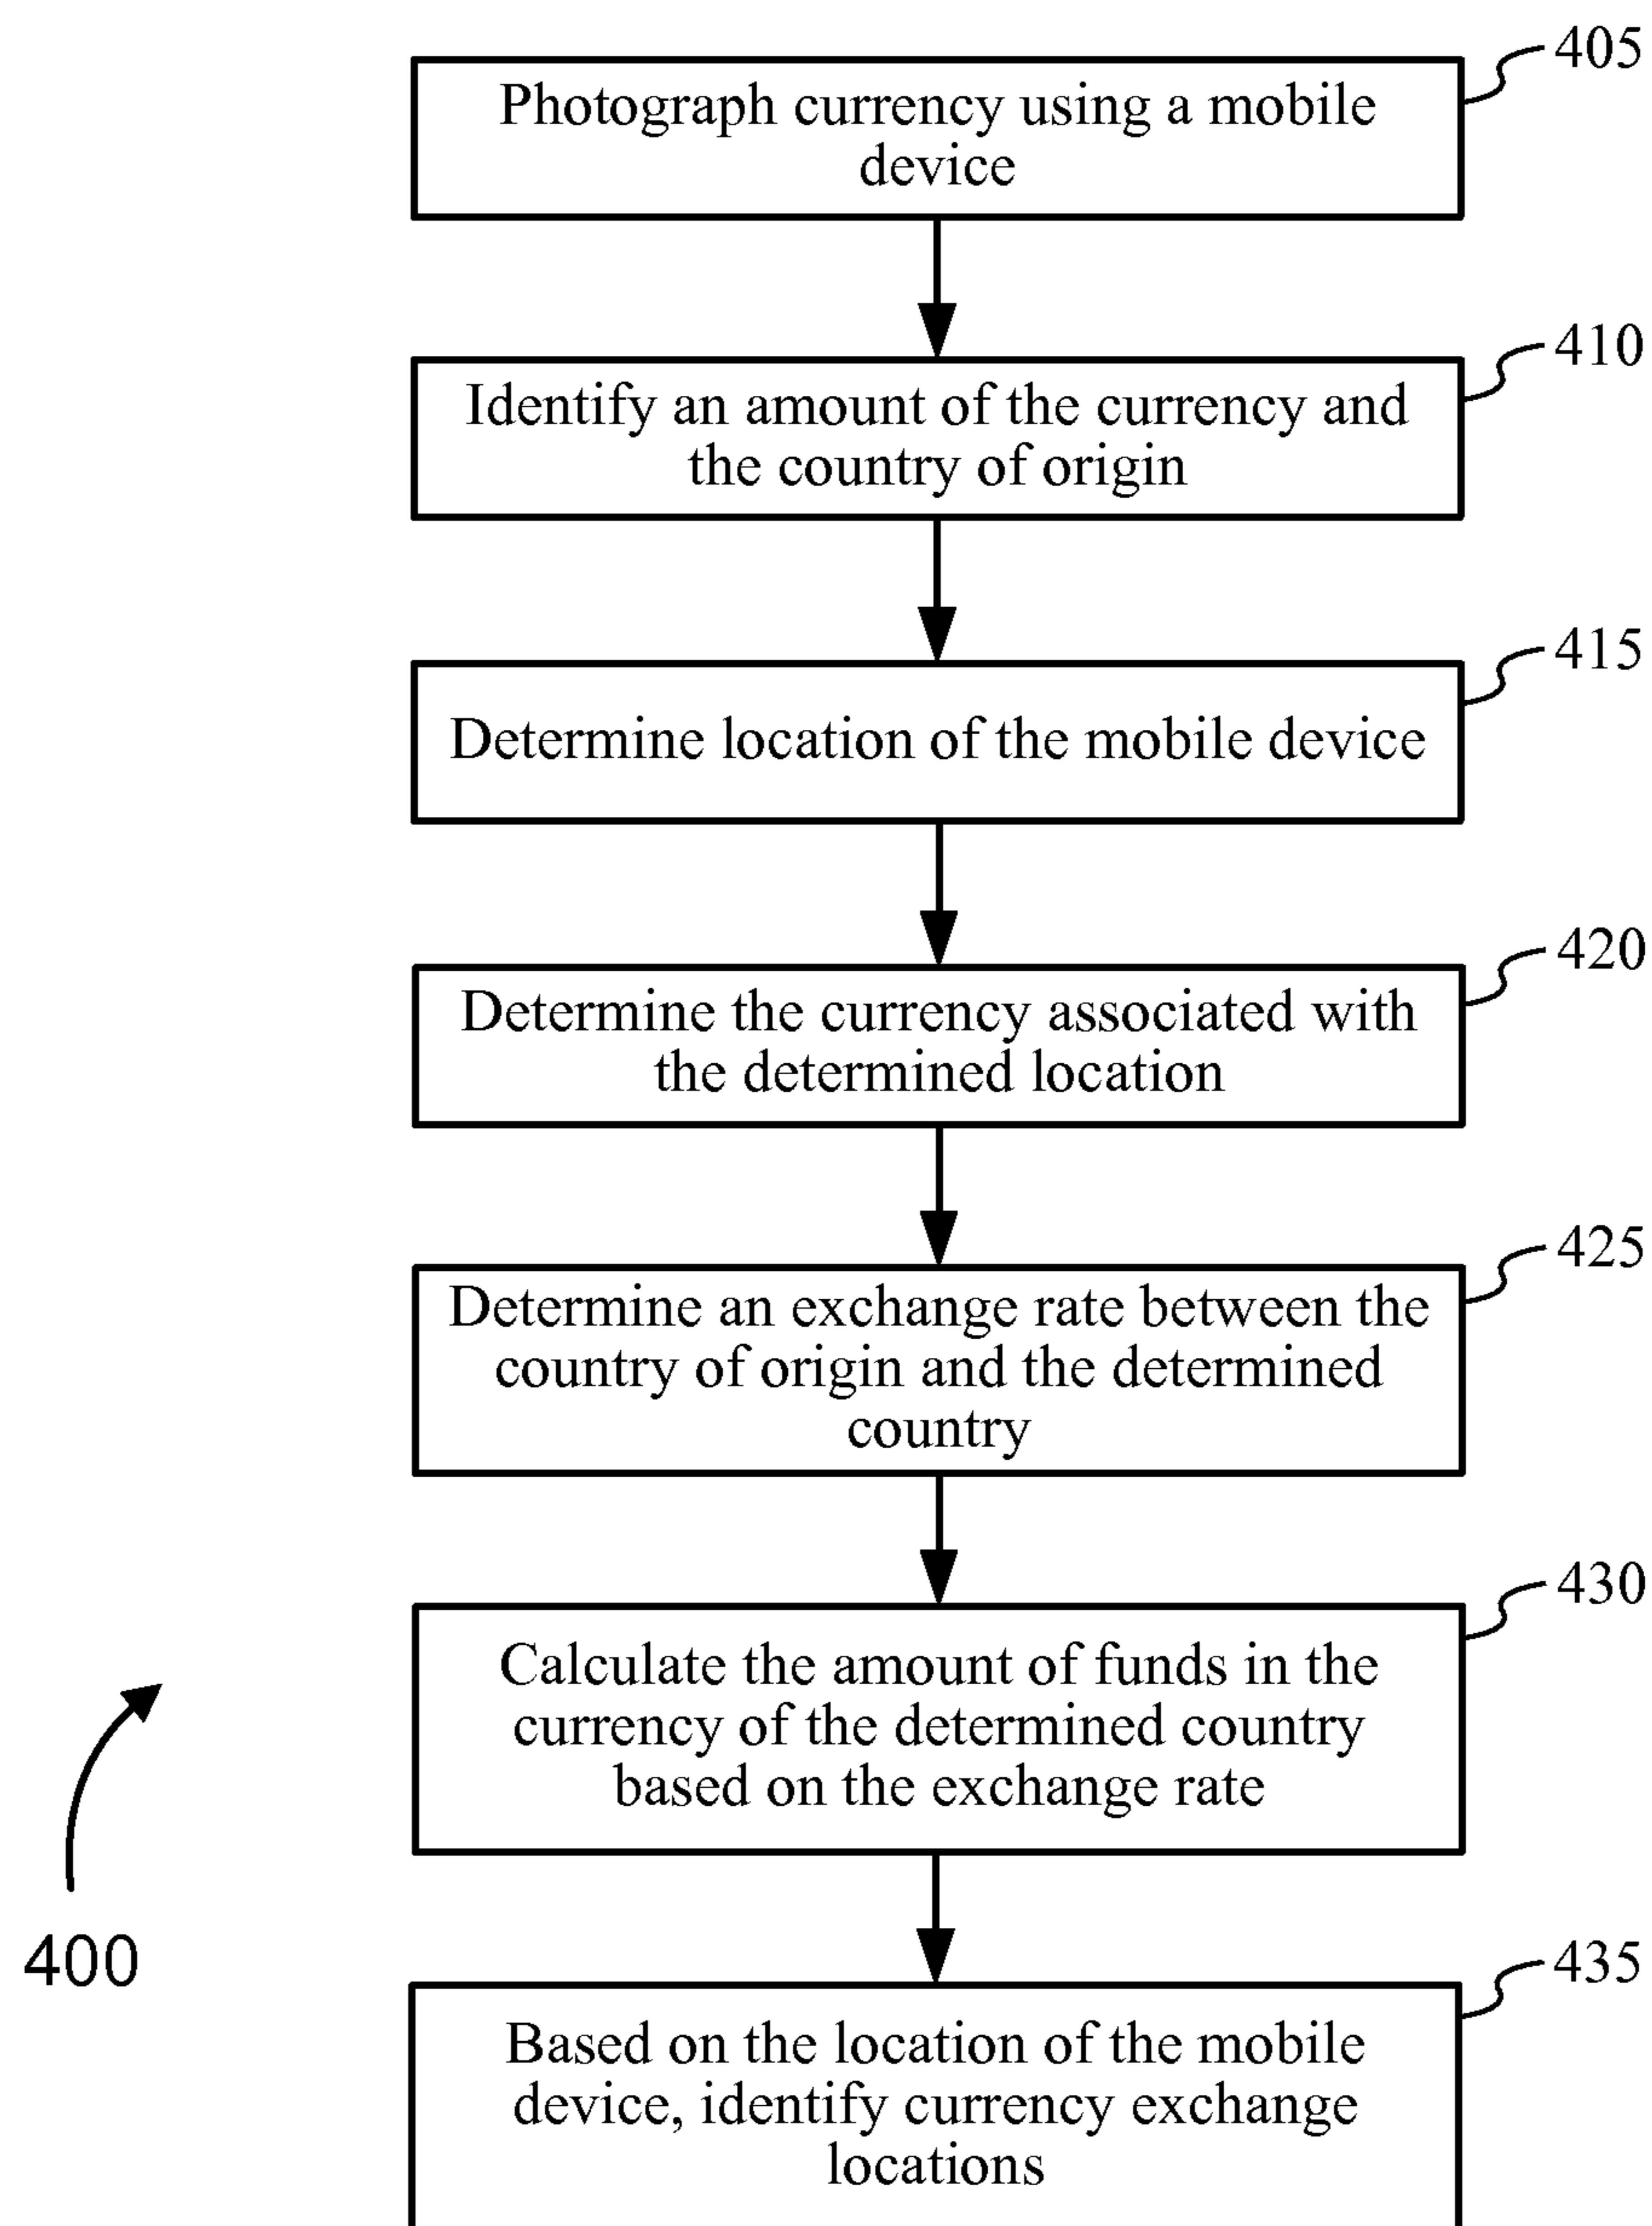 405
Photograph currency using a mobile
device
410
Identify an amount of the currency and
the country of origin
415
Determine location of the mobile device
420
Determine the currency associated with
the determined location
425
Determine an exchange rate between the
country of origin and the determined
country
430
Calculate the amount of funds in the
currency of the determined country
based on the exchange rate
400
435
Based on the location of the mobile
device, identify currency exchange
locations